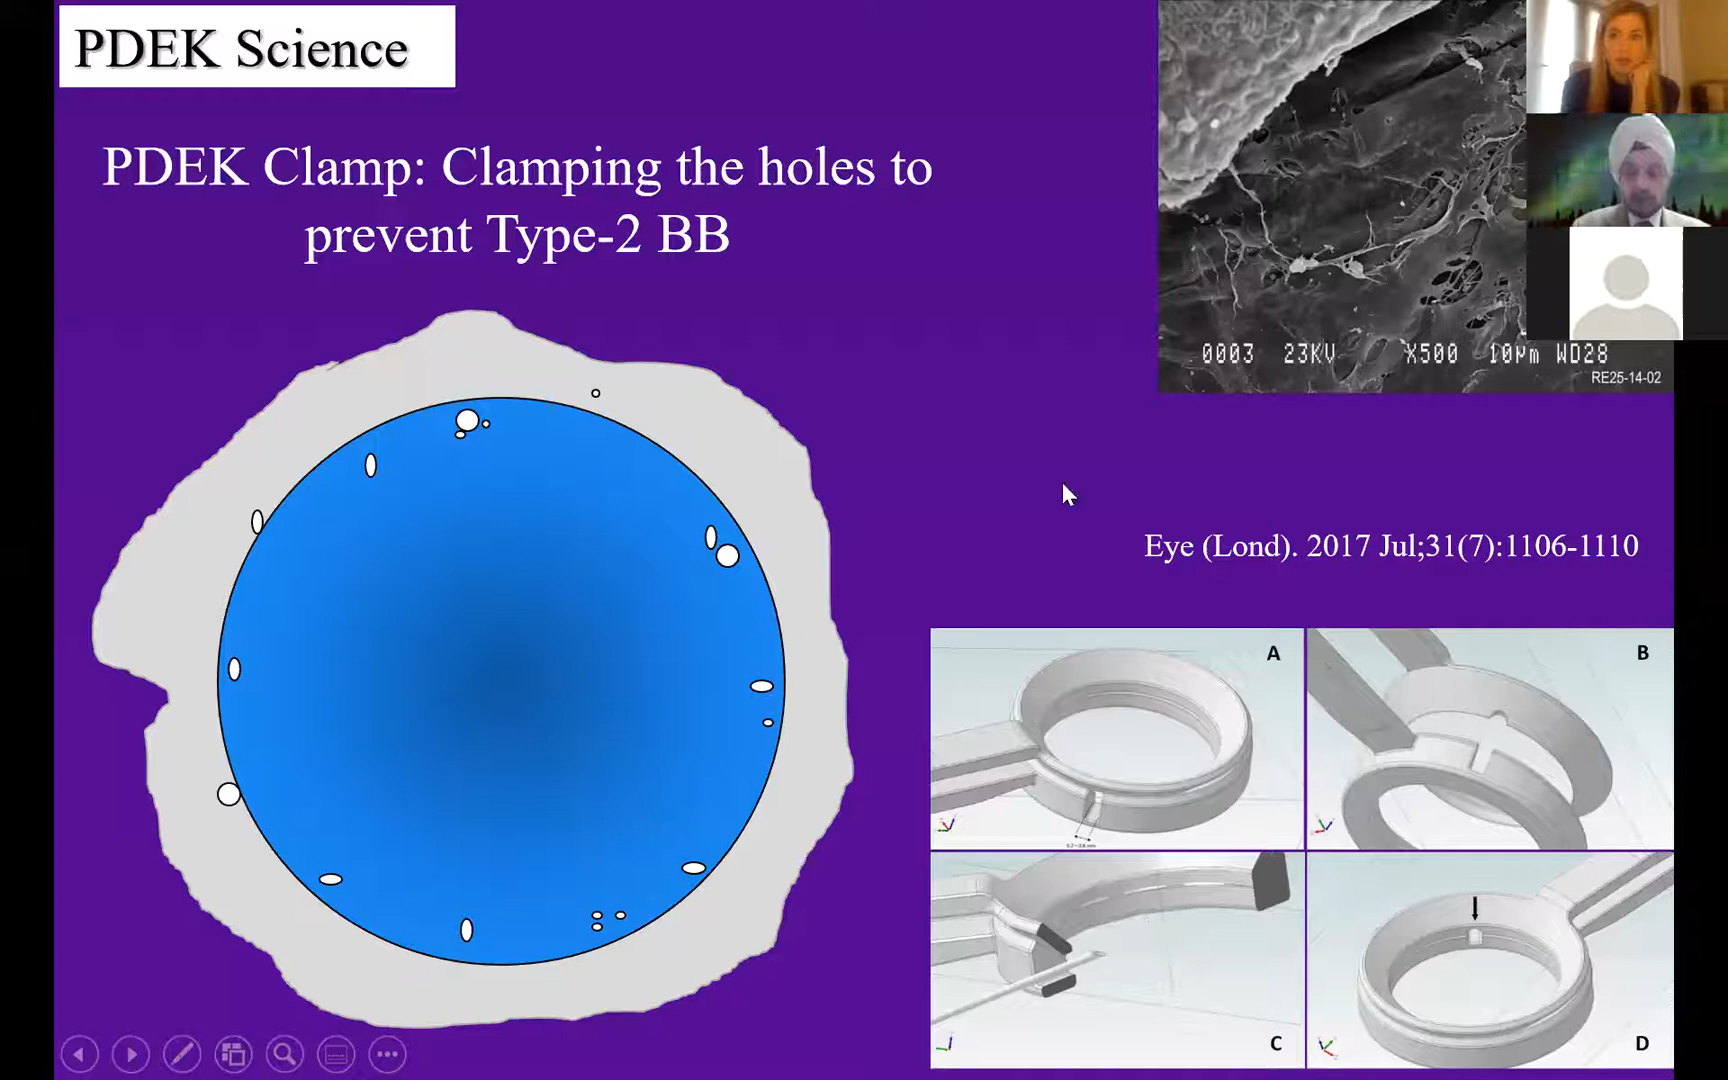 PDEK Science
PDEK Clamp: Clamping the holes to
prevent Type-2 BB
0003 23KV X500 10µm WD28
RE25-14-02
Eye (Lond). 2017 Jul;31(7):1106-1110
A
B
C
D